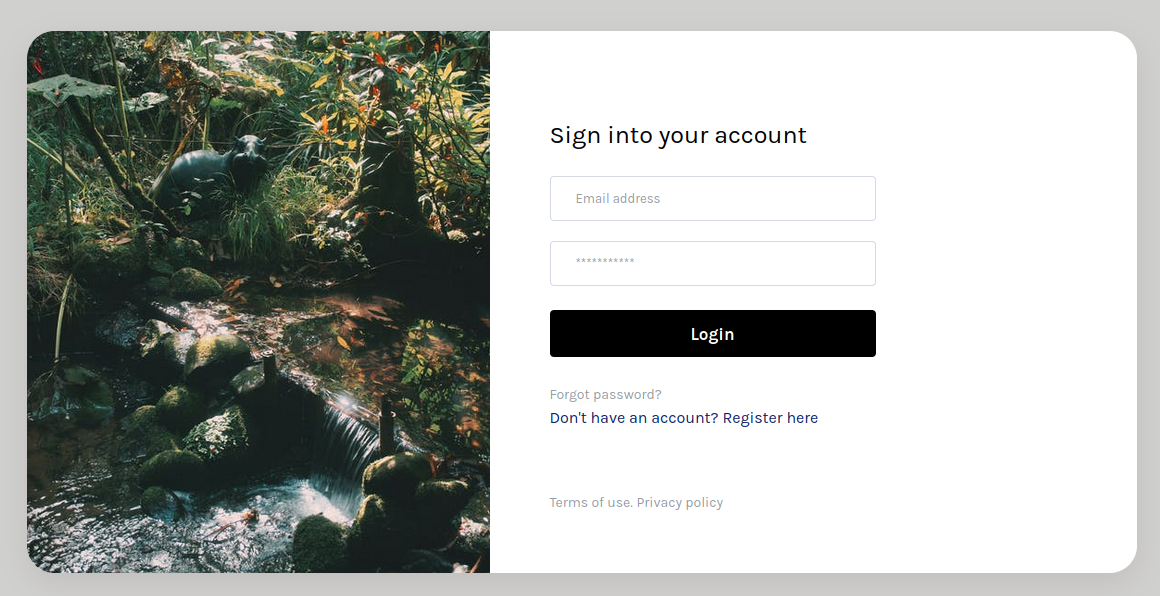 Sign into your account
Email address
***********
Login
Forgot password?
Don't have an account? Register here
Terms of use. Privacy policy